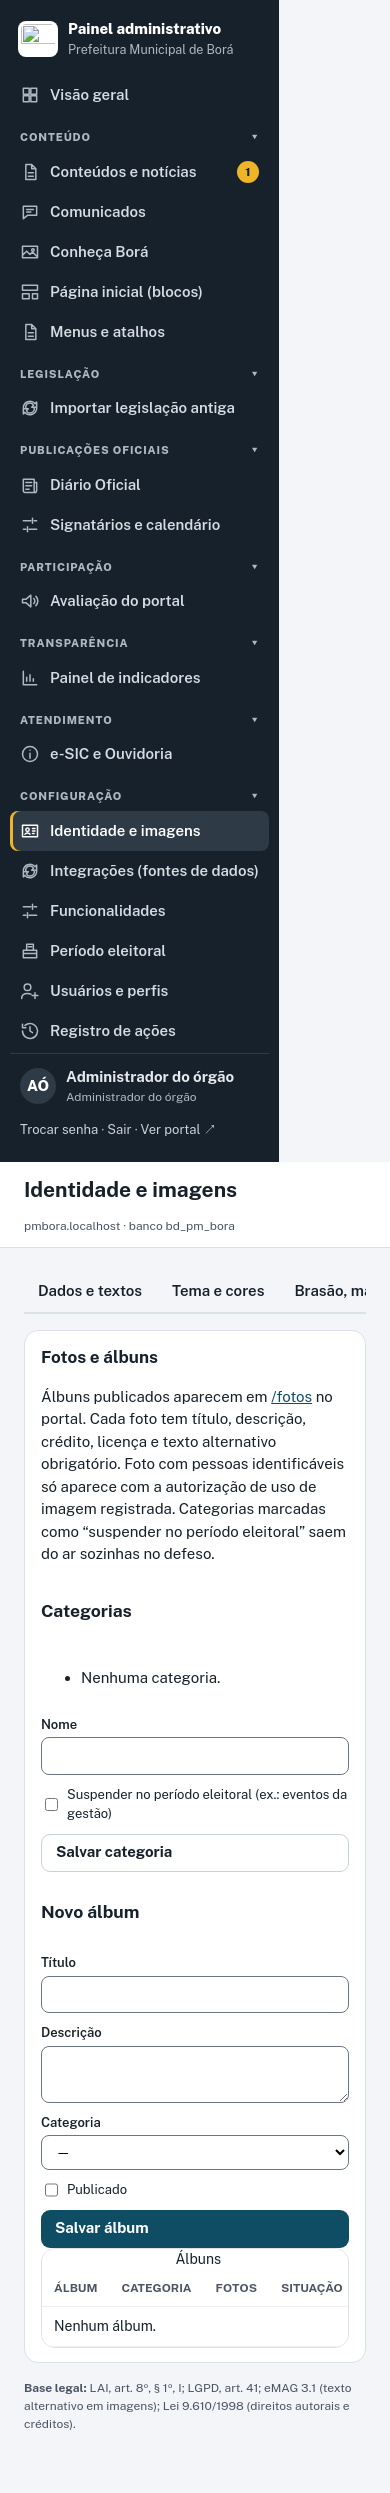 Painel administrativo
Prefeitura Municipal de Borá
Visão geral
CONTEÚDO ▾
Conteúdos e notícias 1
Comunicados
Conheça Borá
Página inicial (blocos)
Menus e atalhos
LEGISLAÇÃO ▾
Importar legislação antiga
PUBLICAÇÕES OFICIAIS ▾
Diário Oficial
Signatários e calendário
PARTICIPAÇÃO ▾
Avaliação do portal
TRANSPARÊNCIA ▾
Painel de indicadores
ATENDIMENTO ▾
e-SIC e Ouvidoria
CONFIGURAÇÃO ▾
Identidade e imagens
Integrações (fontes de dados)
Funcionalidades
Período eleitoral
Usuários e perfis
Registro de ações
AÓ
Administrador do órgão
Administrador do órgão
Trocar senha · Sair · Ver portal ↗
Identidade e imagens
pmbora.localhost · banco bd_pm_bora
Dados e textos Tema e cores Brasão, ma
Fotos e álbuns
Álbuns publicados aparecem em /fotos no
portal. Cada foto tem título, descrição,
crédito, licença e texto alternativo
obrigatório. Foto com pessoas identificáveis
só aparece com a autorização de uso de
imagem registrada. Categorias marcadas
como “suspender no período eleitoral” saem
do ar sozinhas no defeso.
Categorias
• Nenhuma categoria.
Nome
Suspender no período eleitoral (ex.: eventos da
gestão)
Salvar categoria
Novo álbum
Título
Descrição
Categoria
—
Publicado
Salvar álbum
Álbuns
ÁLBUM CATEGORIA FOTOS SITUAÇÃO
Nenhum álbum.
Base legal: LAI, art. 8º, § 1º, I; LGPD, art. 41; eMAG 3.1 (texto
alternativo em imagens); Lei 9.610/1998 (direitos autorais e
créditos).